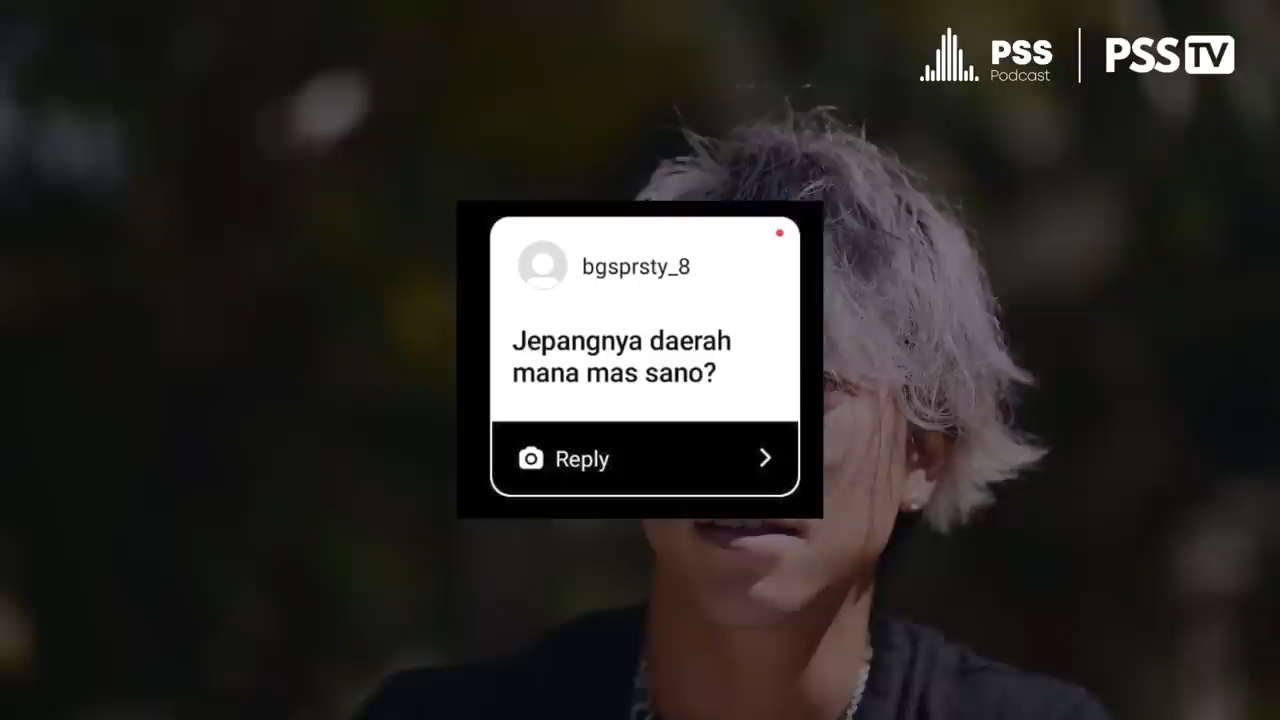 PSS
Podcast
PSS TV
bgsprsty_8
Jepangnya daerah
mana mas sano?
Reply